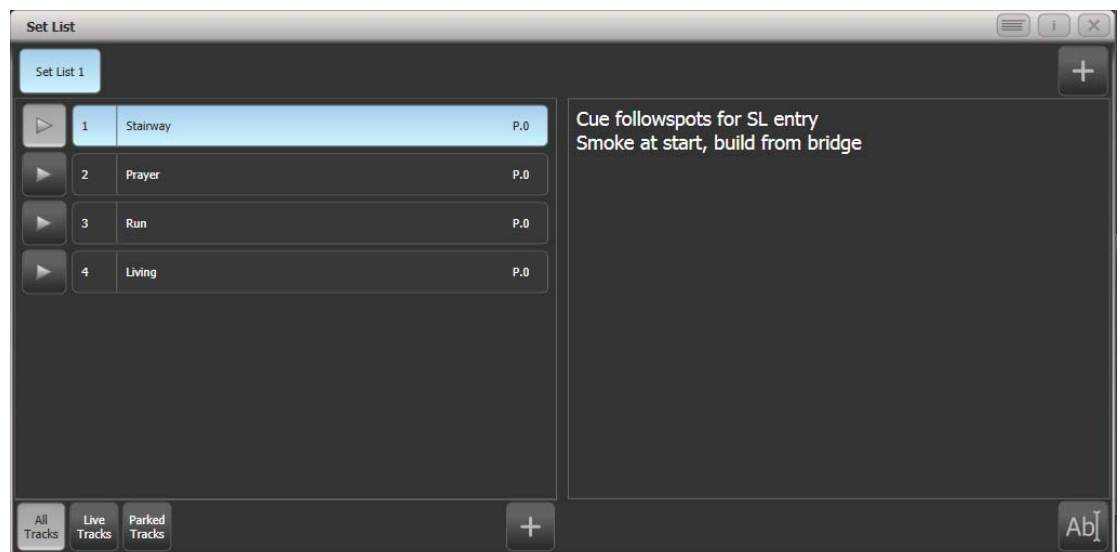 Set List
i
Set List 1
1 Stairway P.0
2 Prayer P.0
3 Run P.0
4 Living P.0
Cue followspots for SL entry
Smoke at start, build from bridge
All Tracks
Live Tracks
Parked Tracks
Ab